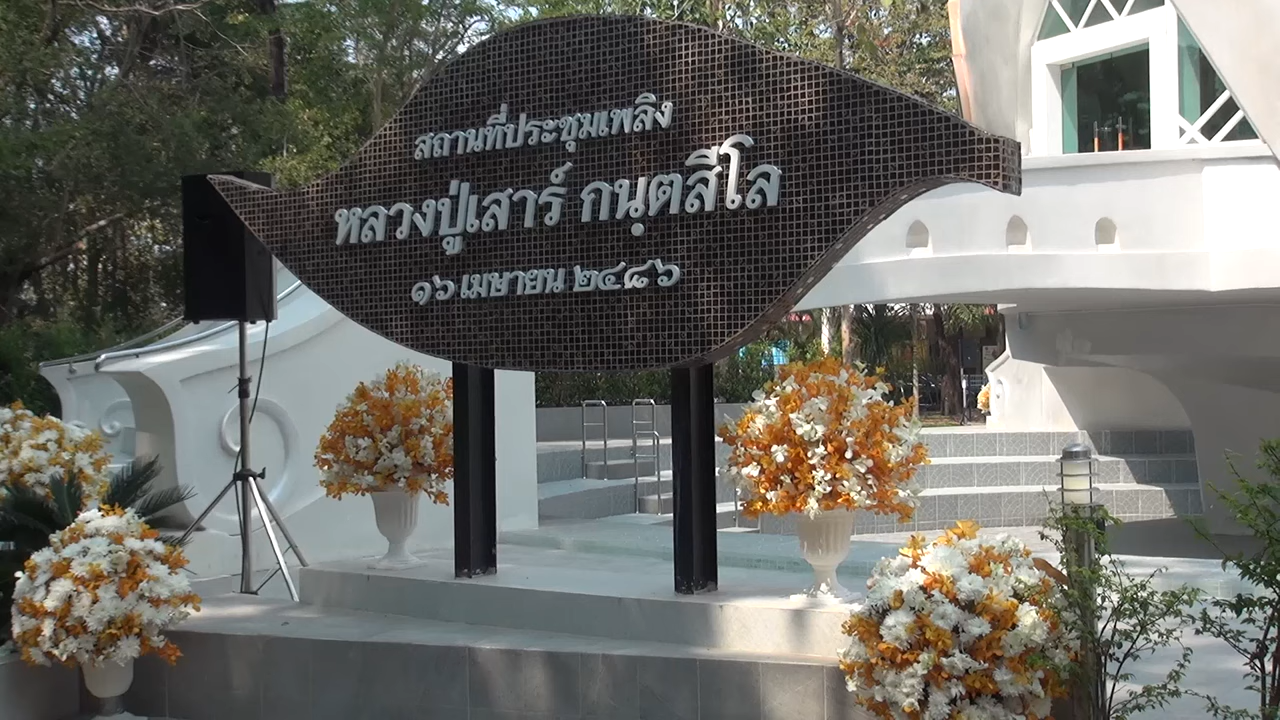 สถานที่ประชุมเพลิง
หลวงปู่เสาร์ กนฺตสีโล
๑๖ เมษายน ๒๔๘๖